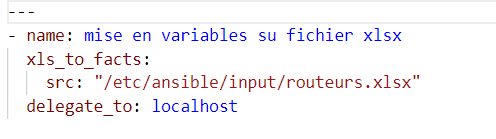 ---
- name: mise en variables su fichier xlsx
  xls_to_facts:
    src: "/etc/ansible/input/routeurs.xlsx"
  delegate_to: localhost